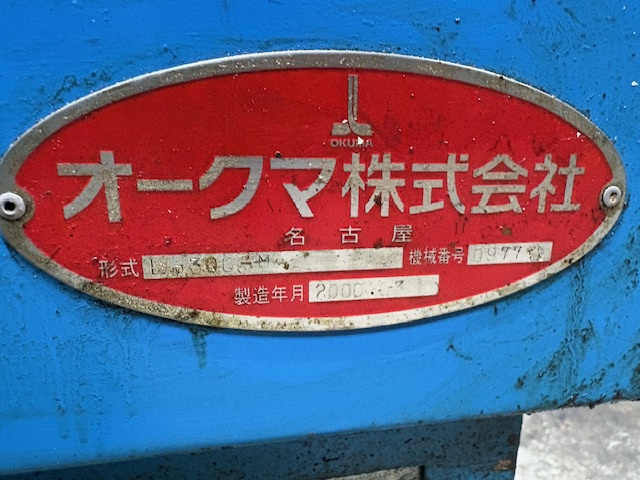 OKUMA
オークマ株式会社
名古屋
形式 機械番号
製造年月 2000